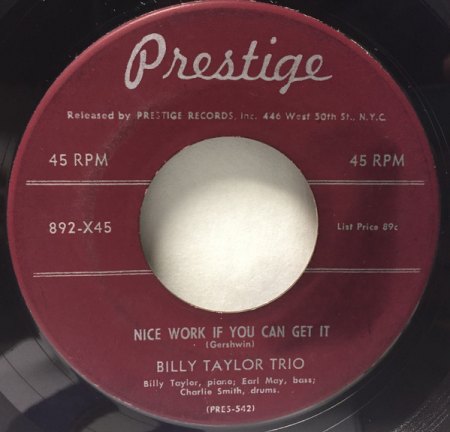 Prestige
Released by PRESTIGE RECORDS, Inc. 446 West 50th St., N.Y.C.
45 RPM 45 RPM
892-X45 List Price 89c
NICE WORK IF YOU CAN GET IT
(Gershwin)
BILLY TAYLOR TRIO
Billy Taylor, piano; Earl May, bass;
Charlie Smith, drums.
(PRES-542)